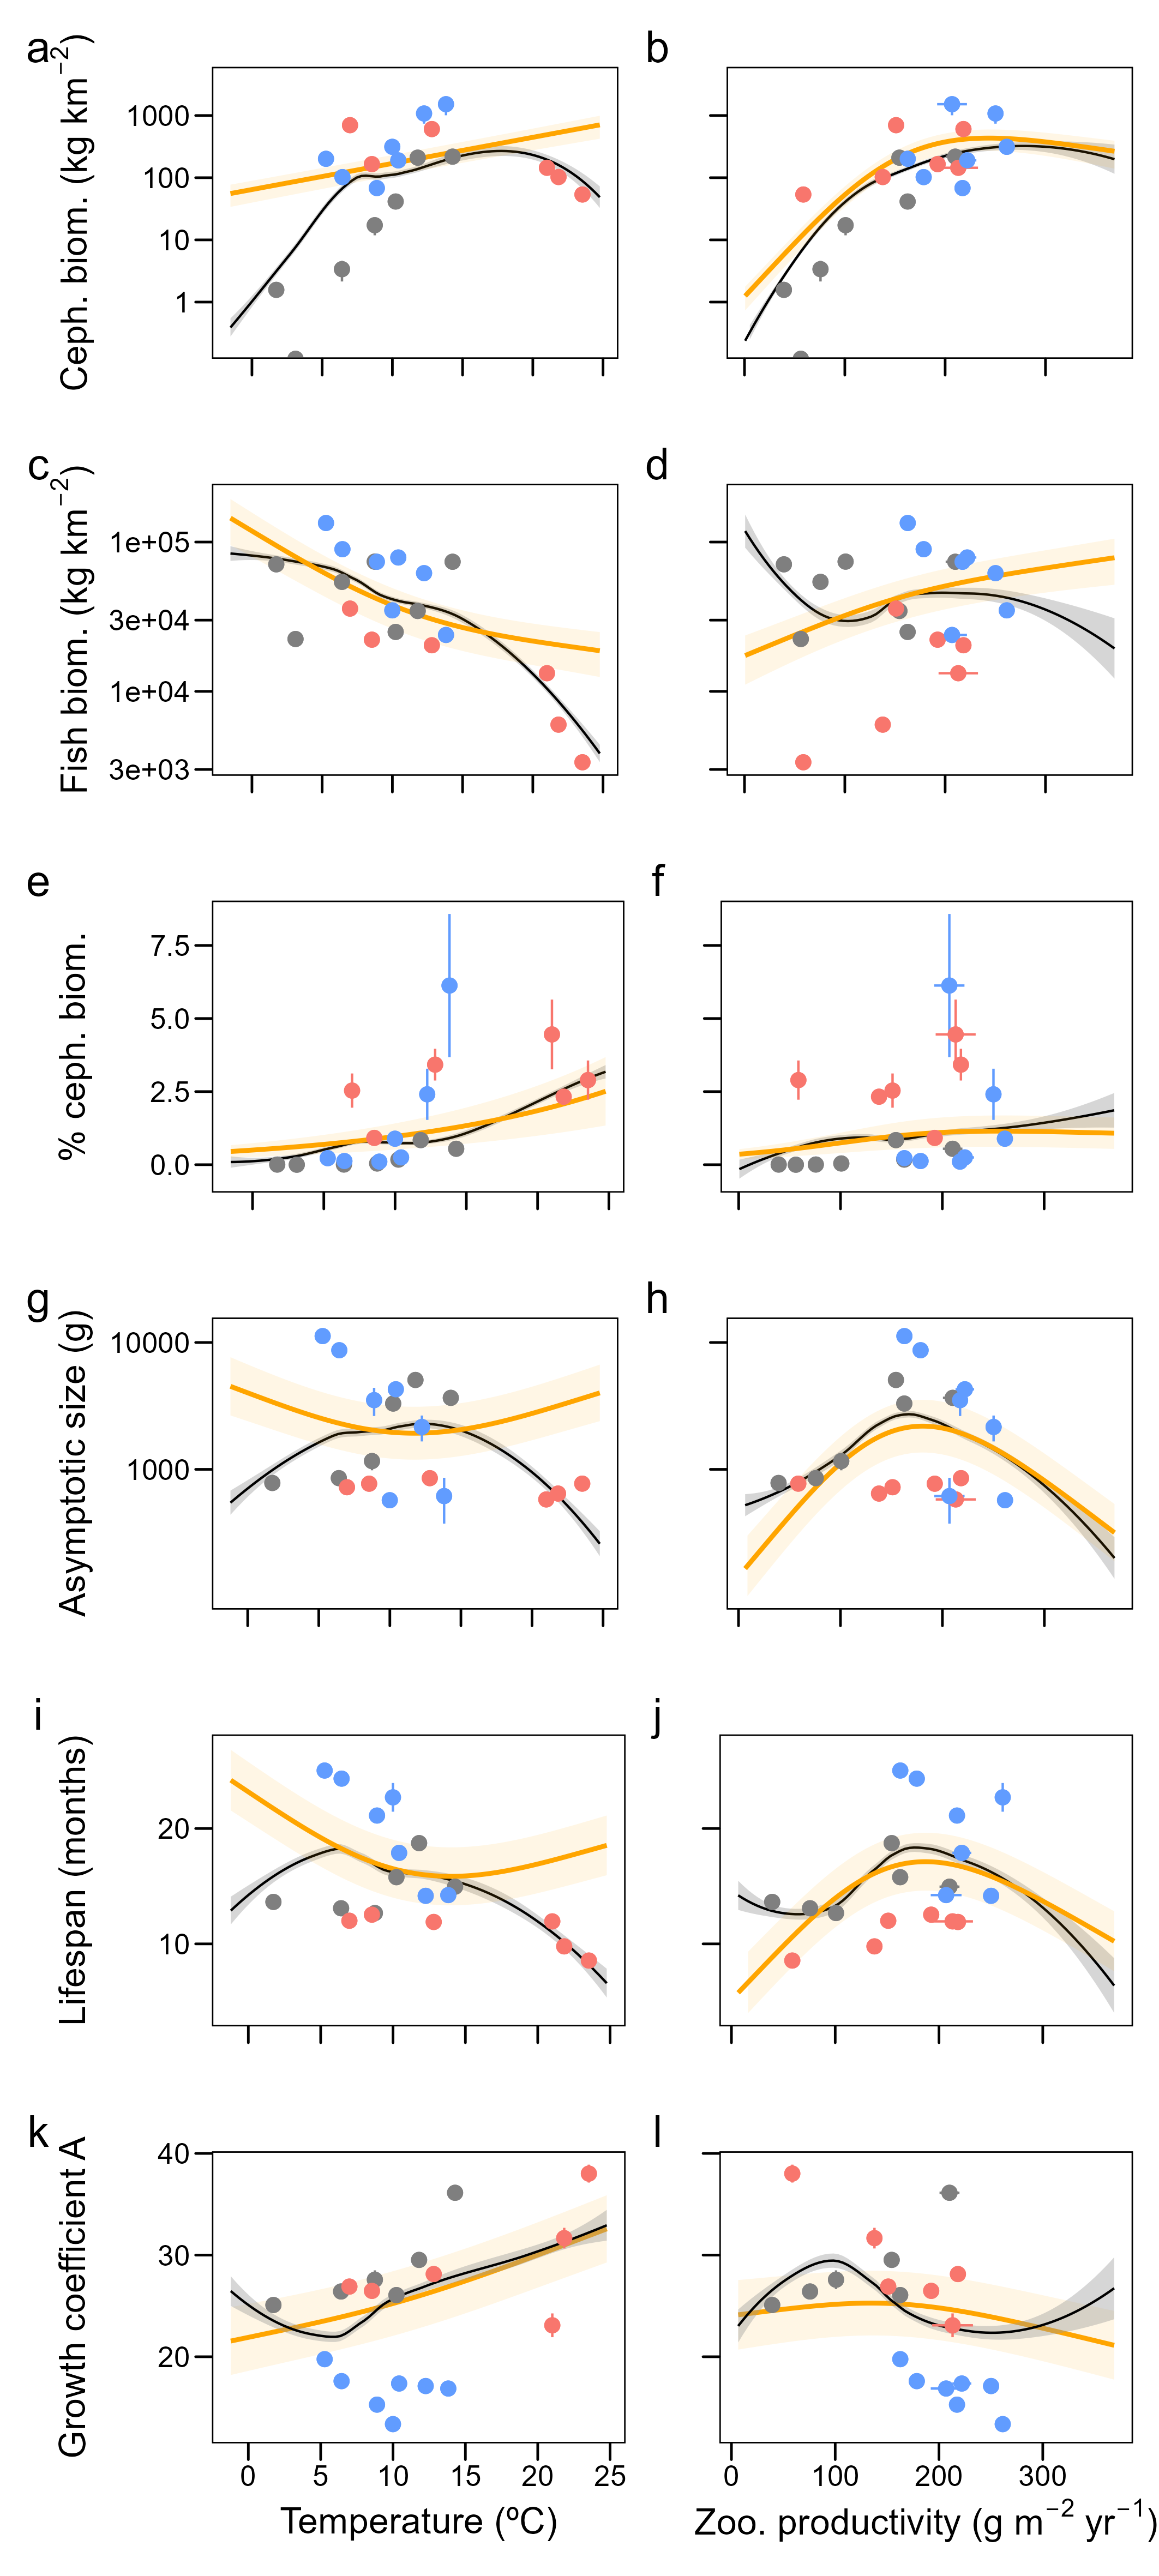 a
b
Ceph. biom. (kg km−2)
1000
100
10
1
c
d
Fish biom. (kg km−2)
1e+05
3e+04
1e+04
3e+03
e
f
% ceph. biom.
7.5
5.0
2.5
0.0
g
h
Asymptotic size (g)
10000
1000
i
j
Lifespan (months)
20
10
k
l
Growth coefficient A
40
30
20
0 5 10 15 20 25
0 100 200 300
Temperature (ºC)
Zoo. productivity (g m−2 yr−1)